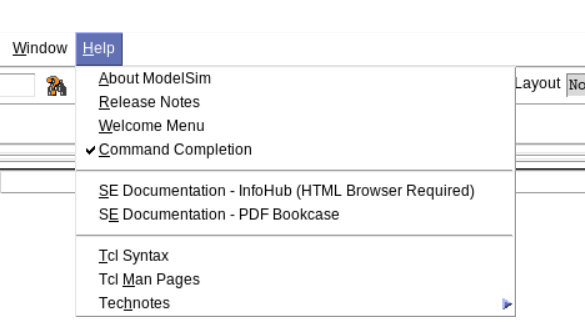 Window Help
Layout No
About ModelSim
Release Notes
Welcome Menu
Command Completion
SE Documentation - InfoHub (HTML Browser Required)
SE Documentation - PDF Bookcase
Tcl Syntax
Tcl Man Pages
Technotes